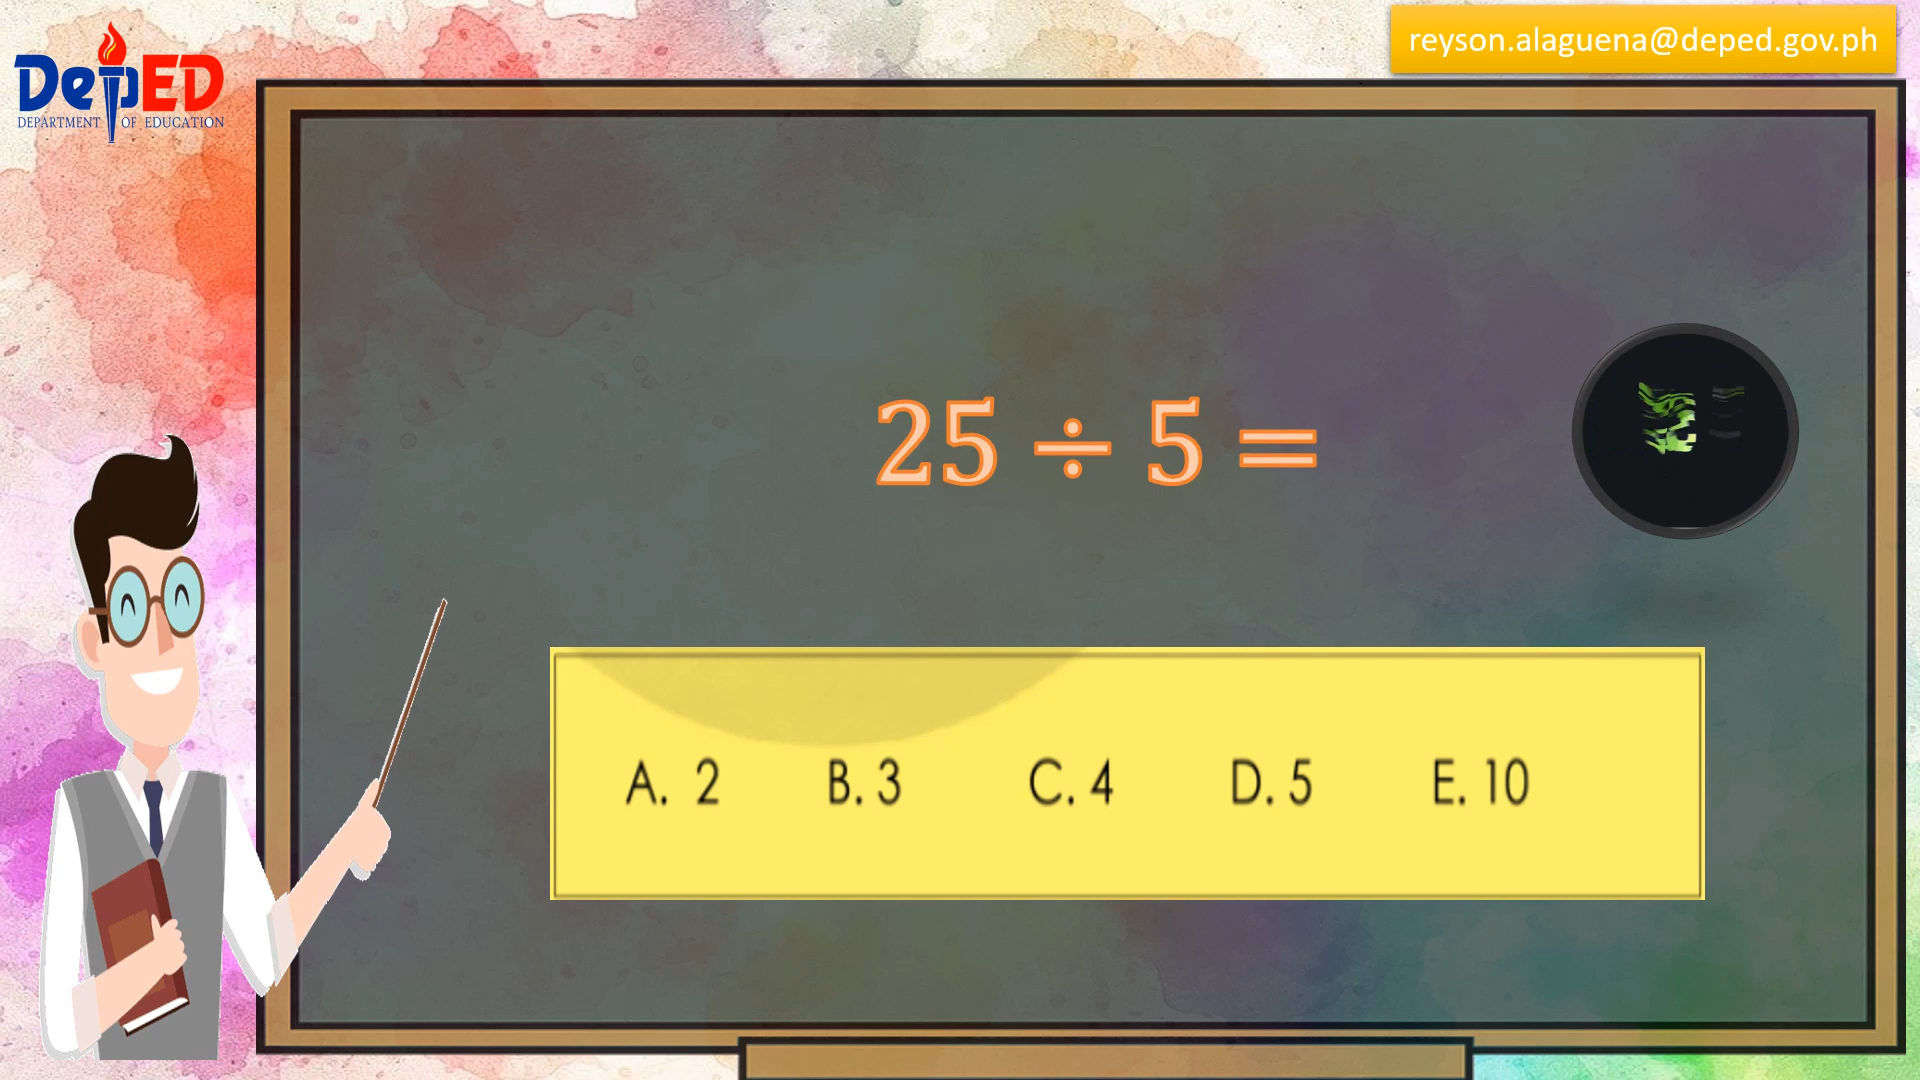 reyson.alaguena@deped.gov.ph
DepED
DEPARTMENT OF EDUCATION
25 ÷ 5 =
A. 2 B. 3 C. 4 D. 5 E. 10